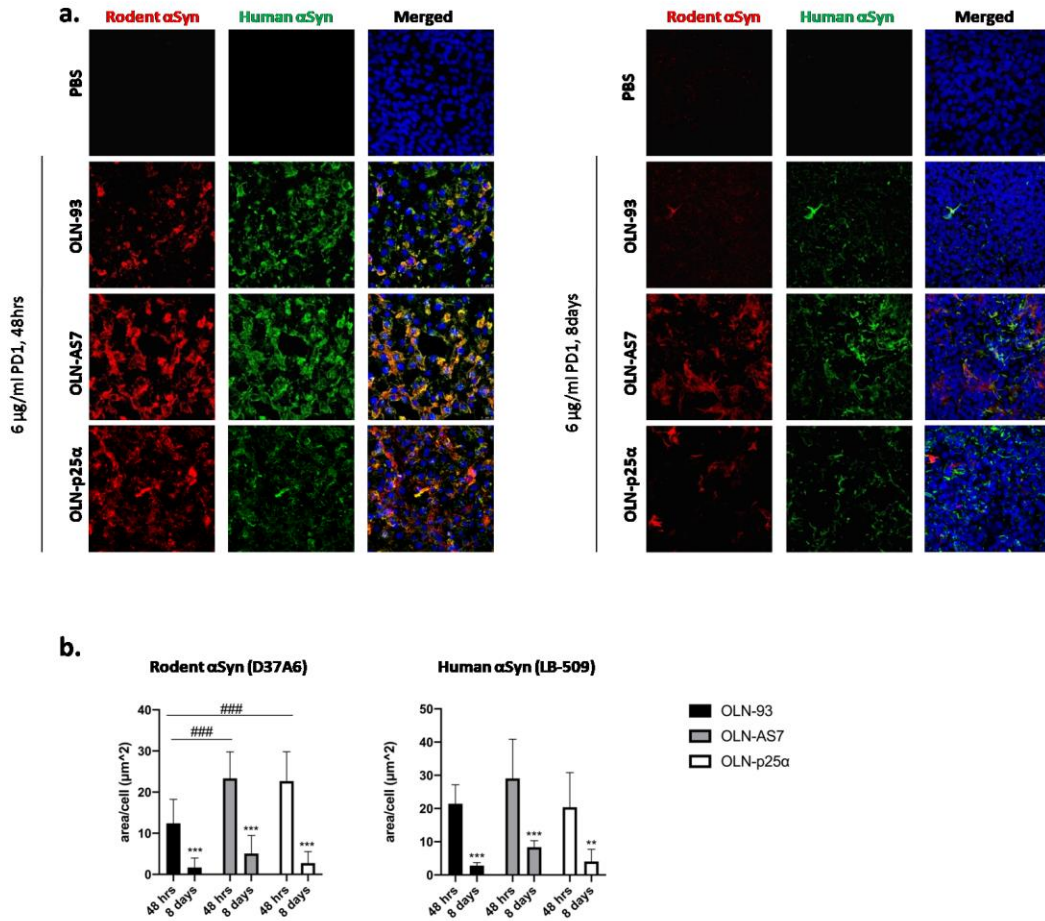 a.
Rodent αSyn Human αSyn Merged
PBS
6 μg/ml PD1, 48hrs
OLN-93
OLN-AS7
OLN-p25α
Rodent αSyn Human αSyn Merged
PBS
6 μg/ml PD1, 8days
OLN-93
OLN-AS7
OLN-p25α
b.
Rodent αSyn (D37A6)
area/cell (μm^2)
40
30
20
10
0
###
###
***
***
***
48 hrs
8 days
48 hrs
8 days
48 hrs
8 days
Human αSyn (LB-509)
area/cell (μm^2)
50
40
30
20
10
0
***
***
**
48 hrs
8 days
48 hrs
8 days
48 hrs
8 days
OLN-93
OLN-AS7
OLN-p25α